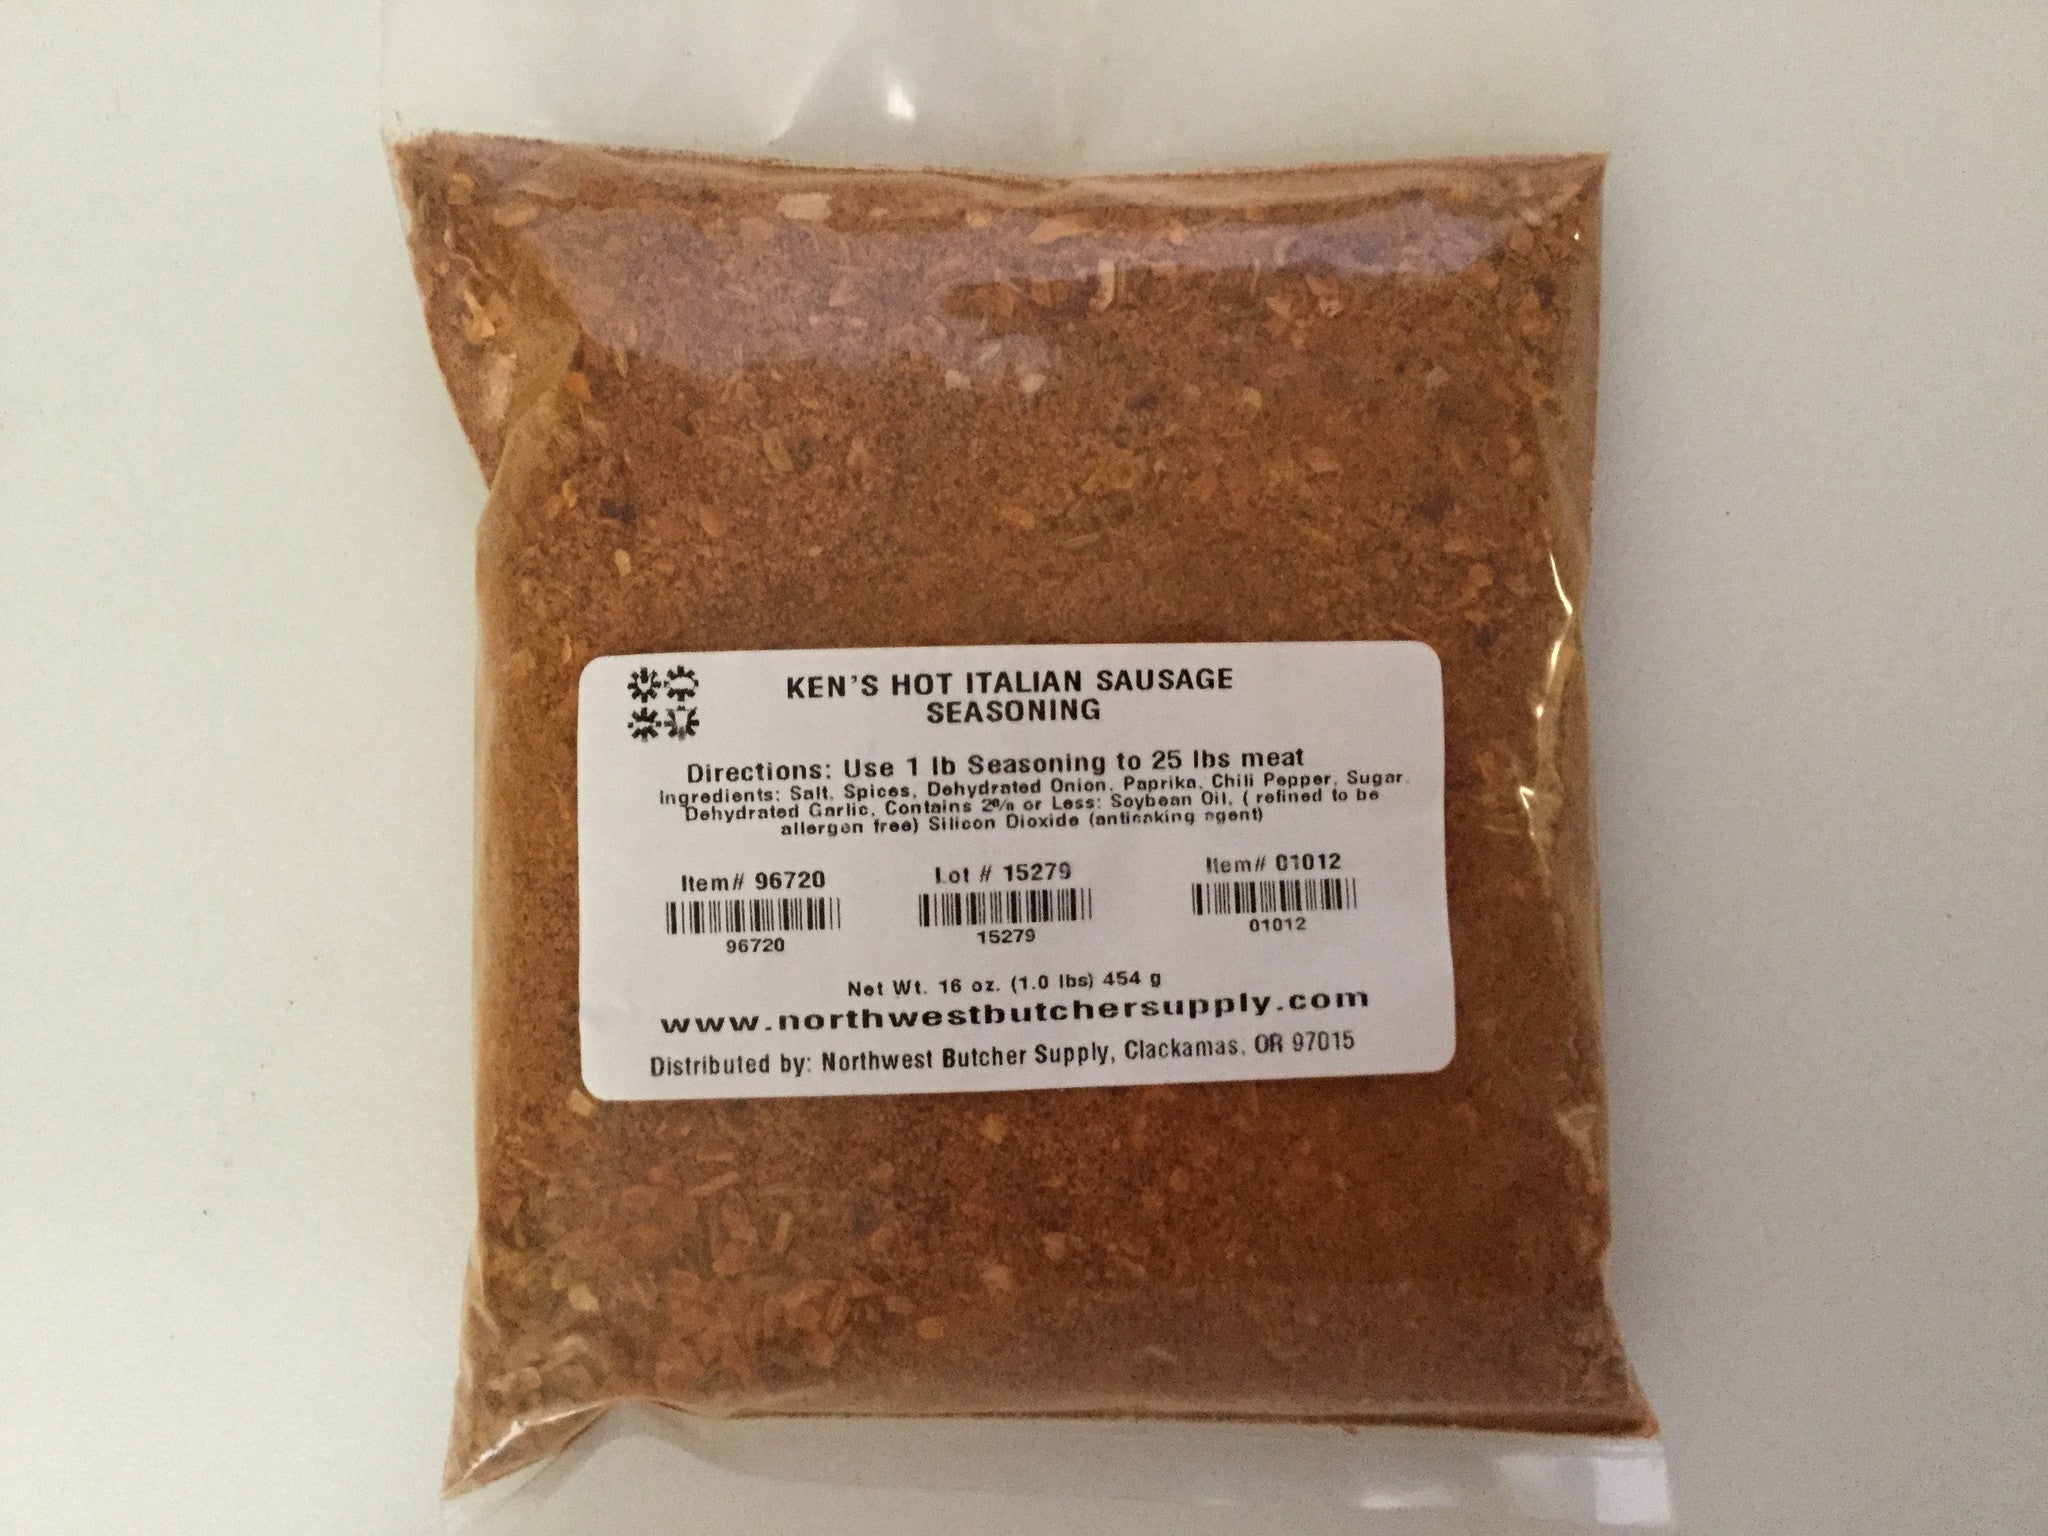 KEN'S HOT ITALIAN SAUSAGE
SEASONING
Directions: Use 1 lb Seasoning to 25 lbs meat
Ingredients: Salt, Spices, Dehydrated Onion, Paprika, Chili Pepper, Sugar,
Dehydrated Garlic, Contains 2% or Less: Soybean Oil, ( refined to be
allergen free) Silicon Dioxide (anticaking agent)
Item# 96720
96720
Lot # 15279
15279
Item# 01012
01012
Net Wt. 16 oz. (1.0 lbs) 454 g
www.northwestbutchersupply.com
Distributed by: Northwest Butcher Supply, Clackamas, OR 97015